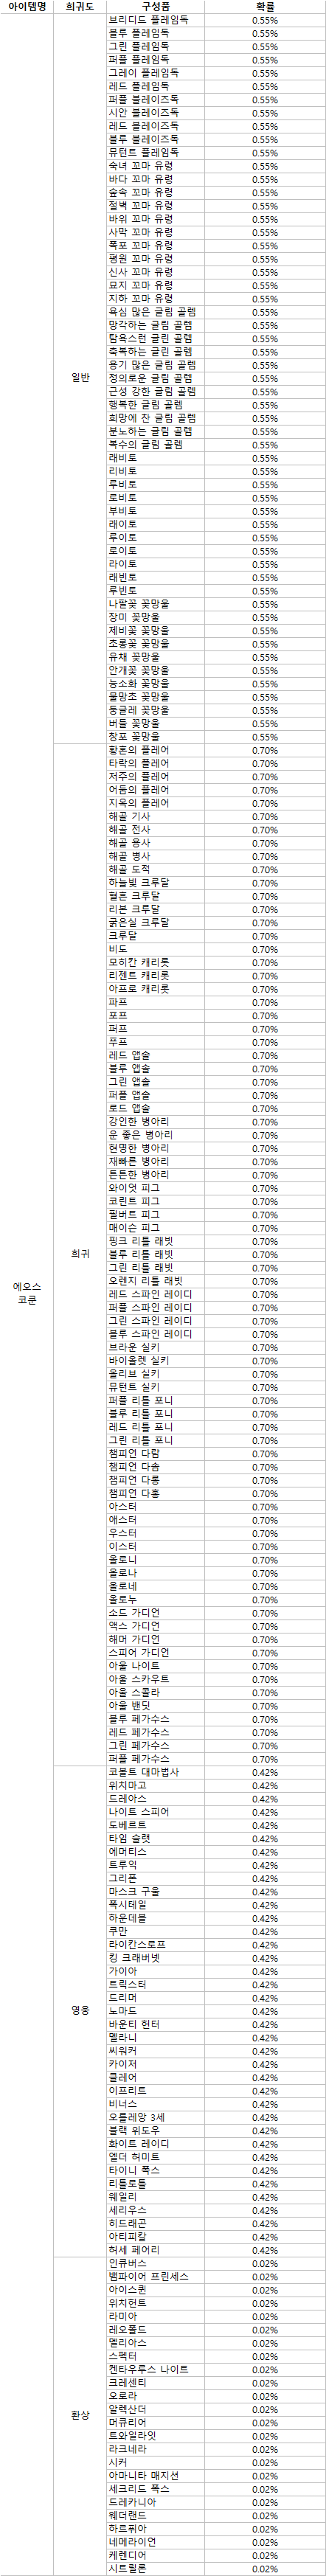 아이템명 희귀도 구성품 확률
브리디드 플레임독 0.55%
블루 플레임독 0.55%
그린 플레임독 0.55%
퍼플 플레임독 0.55%
그레이 플레임독 0.55%
레드 플레임독 0.55%
퍼플 블레이즈독 0.55%
시안 블레이즈독 0.55%
레드 블레이즈독 0.55%
블루 블레이즈독 0.55%
뮤턴트 플레임독 0.55%
숙녀 꼬마 유령 0.55%
바다 꼬마 유령 0.55%
숲속 꼬마 유령 0.55%
절벽 꼬마 유령 0.55%
바위 꼬마 유령 0.55%
사막 꼬마 유령 0.55%
폭포 꼬마 유령 0.55%
평원 꼬마 유령 0.55%
신사 꼬마 유령 0.55%
묘지 꼬마 유령 0.55%
지하 꼬마 유령 0.55%
욕심 많은 글림 골렘 0.55%
망각하는 글림 골렘 0.55%
탐욕스런 글린 골렘 0.55%
축복하는 글린 골렘 0.55%
용기 많은 글림 골렘 0.55%
일반 정의로운 글림 골렘 0.55%
근성 강한 글림 골렘 0.55%
행복한 글림 골렘 0.55%
희망에 찬 글림 골렘 0.55%
분노하는 글림 골렘 0.55%
복수의 글림 골렘 0.55%
래비토 0.55%
리비토 0.55%
루비토 0.55%
로비토 0.55%
부비토 0.55%
래이토 0.55%
루이토 0.55%
로이토 0.55%
라이토 0.55%
래빈토 0.55%
루빈토 0.55%
나팔꽃 꽃망울 0.55%
장미 꽃망울 0.55%
제비꽃 꽃망울 0.55%
초롱꽃 꽃망울 0.55%
유채 꽃망울 0.55%
안개꽃 꽃망울 0.55%
능소화 꽃망울 0.55%
물망초 꽃망울 0.55%
둥글레 꽃망울 0.55%
버들 꽃망울 0.55%
창포 꽃망울 0.55%
황혼의 플레어 0.70%
타락의 플레어 0.70%
저주의 플레어 0.70%
어둠의 플레어 0.70%
지옥의 플레어 0.70%
해골 기사 0.70%
해골 전사 0.70%
해골 용사 0.70%
해골 병사 0.70%
해골 도적 0.70%
하늘빛 크루달 0.70%
혈흔 크루달 0.70%
리본 크루달 0.70%
굵은실 크루달 0.70%
크루달 0.70%
비도 0.70%
모히칸 캐리롯 0.70%
리젠트 캐리롯 0.70%
아프로 캐리롯 0.70%
파프 0.70%
포프 0.70%
퍼프 0.70%
푸프 0.70%
레드 앱솔 0.70%
블루 앱솔 0.70%
그린 앱솔 0.70%
퍼플 앱솔 0.70%
로드 앱솔 0.70%
강인한 병아리 0.70%
운 좋은 병아리 0.70%
현명한 병아리 0.70%
재빠른 병아리 0.70%
튼튼한 병아리 0.70%
와이엇 피그 0.70%
코린트 피그 0.70%
필버트 피그 0.70%
매이슨 피그 0.70%
핑크 리틀 래빗 0.70%
희귀 블루 리틀 래빗 0.70%
그린 리틀 래빗 0.70%
오렌지 리틀 래빗 0.70%
에오스
코쿤
레드 스파인 레이디 0.70%
퍼플 스파인 레이디 0.70%
그린 스파인 레이디 0.70%
블루 스파인 레이디 0.70%
브라운 실키 0.70%
바이올렛 실키 0.70%
올리브 실키 0.70%
뮤턴트 실키 0.70%
퍼플 리틀 포니 0.70%
블루 리틀 포니 0.70%
레드 리틀 포니 0.70%
그린 리틀 포니 0.70%
챔피언 다람 0.70%
챔피언 다솜 0.70%
챔피언 다롱 0.70%
챔피언 다홍 0.70%
아스터 0.70%
애스터 0.70%
우스터 0.70%
이스터 0.70%
올로니 0.70%
올로나 0.70%
올로네 0.70%
올로누 0.70%
소드 가디언 0.70%
액스 가디언 0.70%
해머 가디언 0.70%
스피어 가디언 0.70%
아울 나이트 0.70%
아울 스카우트 0.70%
아울 스콜라 0.70%
아울 밴딧 0.70%
블루 페가수스 0.70%
레드 페가수스 0.70%
그린 페가수스 0.70%
퍼플 페가수스 0.70%
코볼트 대마법사 0.42%
위치마고 0.42%
드레아스 0.42%
나이트 스피어 0.42%
도베르트 0.42%
타임 슬랫 0.42%
에머티스 0.42%
트루익 0.42%
그리폰 0.42%
마스크 구울 0.42%
폭시테일 0.42%
하운데블 0.42%
쿠만 0.42%
라이칸스로프 0.42%
킹 크래버넷 0.42%
가이아 0.42%
트릭스터 0.42%
드리머 0.42%
영웅 노마드 0.42%
바운티 헌터 0.42%
멜라니 0.42%
씨워커 0.42%
카이저 0.42%
클레어 0.42%
이프리트 0.42%
비너스 0.42%
오를레앙 3세 0.42%
블랙 위도우 0.42%
화이트 레이디 0.42%
엘더 허미트 0.42%
타이니 폭스 0.42%
리틀로틀 0.42%
웨일리 0.42%
세리우스 0.42%
히드래곤 0.42%
아티피칼 0.42%
허세 페어리 0.42%
인큐버스 0.02%
뱀파이어 프린세스 0.02%
아이스퀸 0.02%
위치헌트 0.02%
라미아 0.02%
레오폴드 0.02%
멜리아스 0.02%
스펙터 0.02%
켄타우루스 나이트 0.02%
크레센티 0.02%
오로라 0.02%
환상 알렉산더 0.02%
머큐리어 0.02%
트와일라잇 0.02%
라크네라 0.02%
시커 0.02%
아마니타 매지션 0.02%
세크리드 폭스 0.02%
드레카니아 0.02%
웨더랜드 0.02%
하르퓌아 0.02%
네메라이언 0.02%
케렌디어 0.02%
시트릴론 0.02%